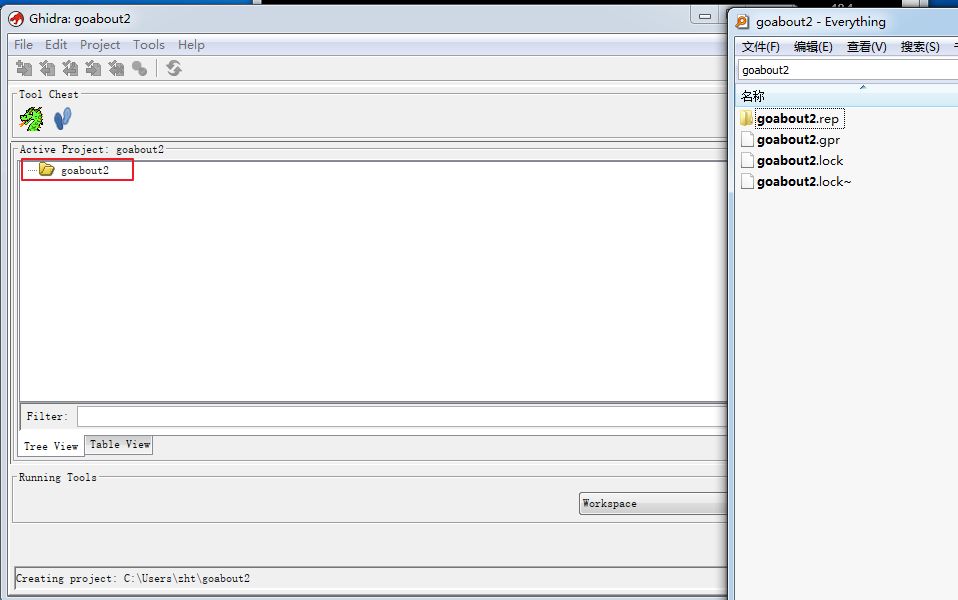 Ghidra: goabout2
File Edit Project Tools Help
Tool Chest
Active Project: goabout2
goabout2
Filter:
Tree View Table View
Running Tools
Workspace
Creating project: C:\Users\zht\goabout2
goabout2 - Everything
文件(F) 编辑(E) 查看(V) 搜索(S)
goabout2
名称
goabout2.rep
goabout2.gpr
goabout2.lock
goabout2.lock~